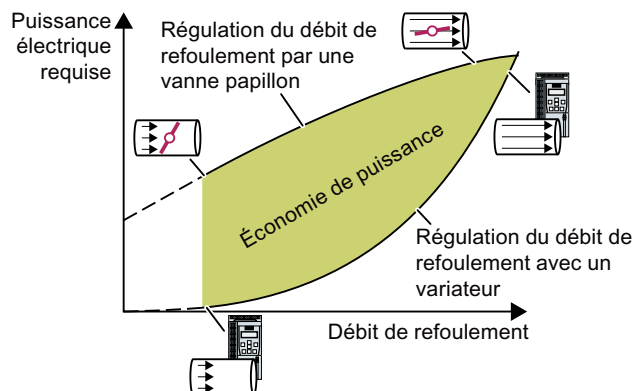 Puissance
électrique
requise
Régulation du débit de
refoulement par une
vanne papillon
Économie de puissance
Régulation du débit de
refoulement avec un
variateur
Débit de refoulement